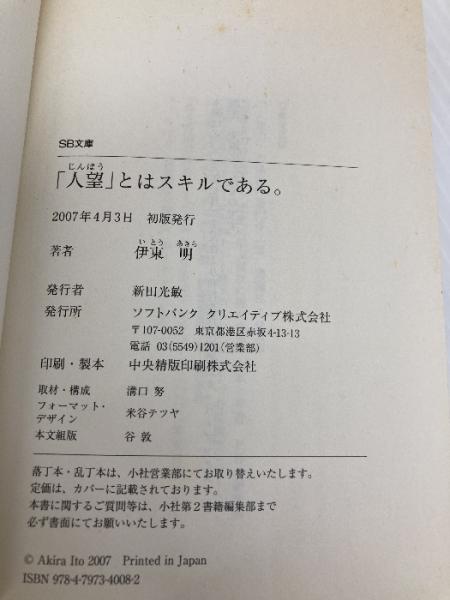 SB文庫
じんぼう
「人望」とはスキルである。
2007年4月3日 初版発行
いとう あきら
著者 伊東 明
発行者 新田光敏
発行所 ソフトバンク クリエイティブ株式会社
〒107-0052 東京都港区赤坂4-13-13
電話 03(5549)1201(営業部)
印刷・製本 中央精版印刷株式会社
取材・構成 溝口 努
フォーマット・
デザイン 米谷テツヤ
本文組版 谷 敦
落丁本・乱丁本は、小社営業部にてお取り替えいたします。
定価は、カバーに記載されております。
本書に関するご質問等は、小社第2書籍編集部まで
必ず書面にてお願いいたします。
© Akira Ito 2007 Printed in Japan
ISBN 978-4-7973-4008-2